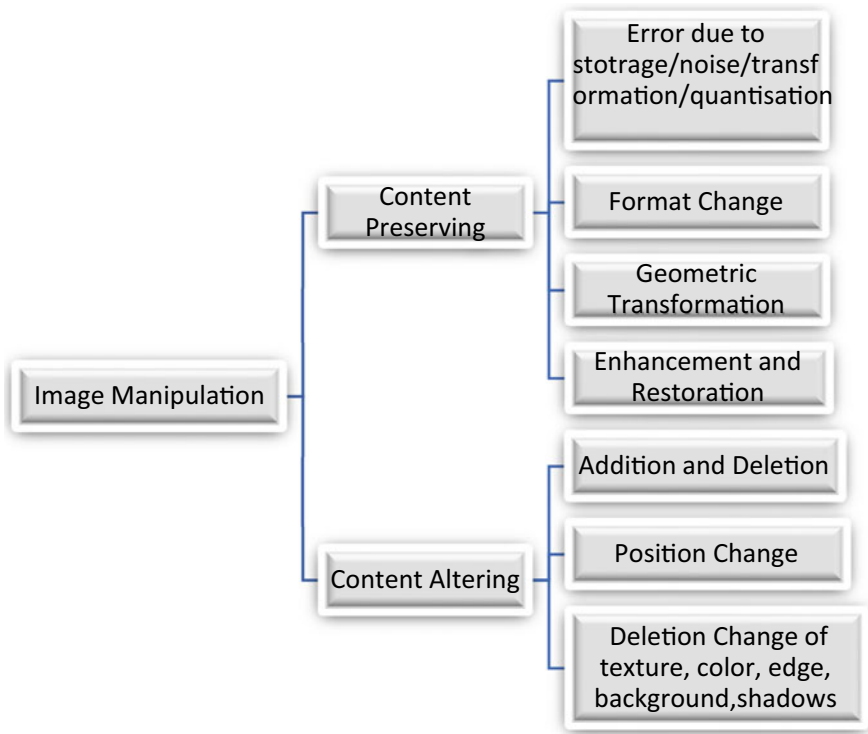 Error due to
stotrage/noise/transf
ormation/quantisation
Content
Preserving
Format Change
Geometric
Transformation
Enhancement and
Restoration
Image Manipulation
Addition and Deletion
Content Altering
Position Change
Deletion Change of
texture, color, edge,
background,shadows